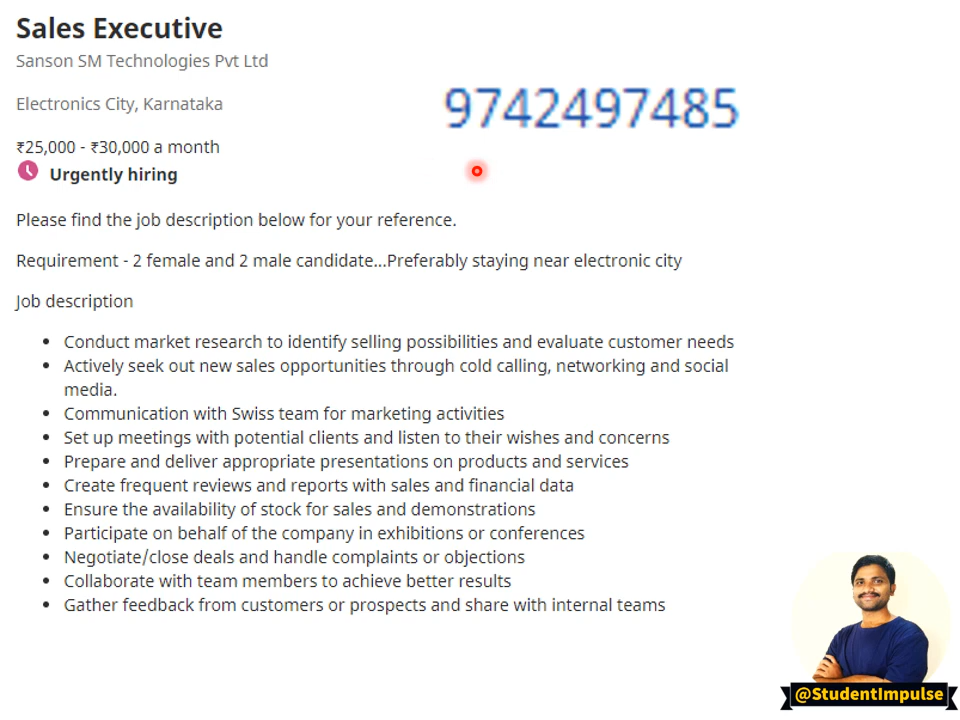 Sales Executive
Sanson SM Technologies Pvt Ltd
Electronics City, Karnataka
9742497485
₹25,000 - ₹30,000 a month
Urgently hiring
Please find the job description below for your reference.
Requirement - 2 female and 2 male candidate...Preferably staying near electronic city
Job description
• Conduct market research to identify selling possibilities and evaluate customer needs
• Actively seek out new sales opportunities through cold calling, networking and social
media.
• Communication with Swiss team for marketing activities
• Set up meetings with potential clients and listen to their wishes and concerns
• Prepare and deliver appropriate presentations on products and services
• Create frequent reviews and reports with sales and financial data
• Ensure the availability of stock for sales and demonstrations
• Participate on behalf of the company in exhibitions or conferences
• Negotiate/close deals and handle complaints or objections
• Collaborate with team members to achieve better results
• Gather feedback from customers or prospects and share with internal teams
@StudentImpulse